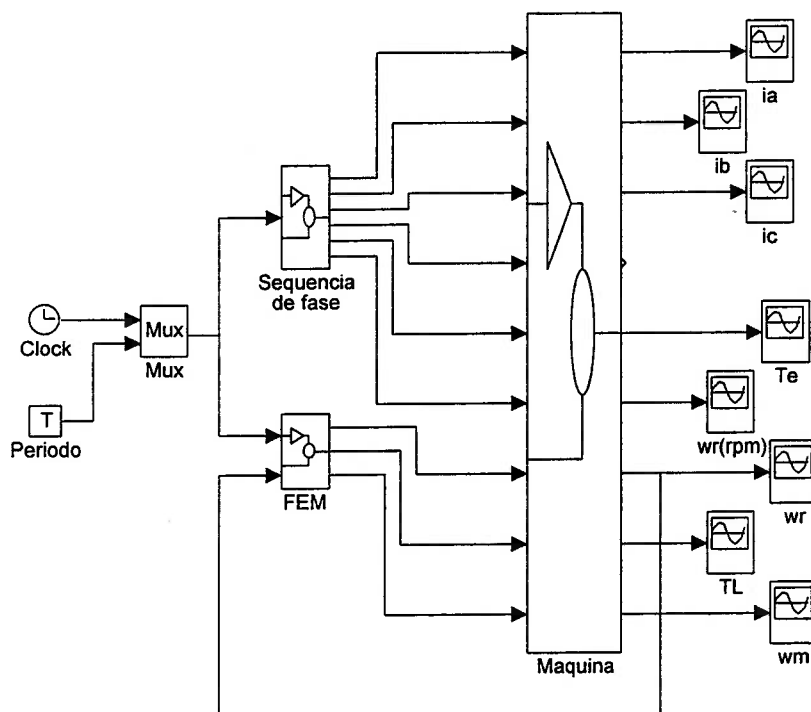 ia
ib
ic
Sequencia
de fase
Clock
Mux
Mux
T
Periodo
Te
wr(rpm)
FEM
wr
TL
Maquina
wm